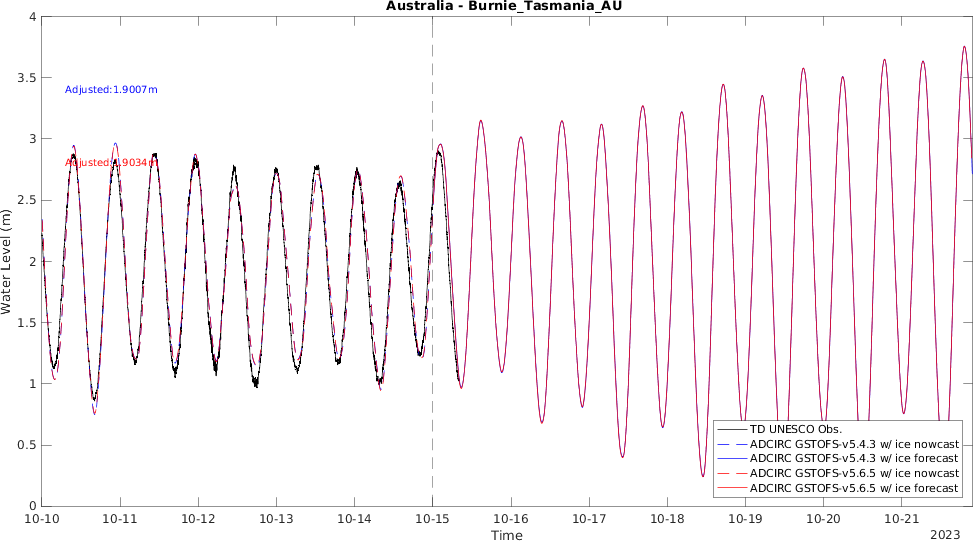 Australia - Burnie_Tasmania_AU
4
3.5
3
2.5
2
1.5
1
0.5
0
Water Level (m)
Adjusted:1.9007m
Adjusted:1.9034m
TD UNESCO Obs.
ADCIRC GSTOFS-v5.4.3 w/ ice nowcast
ADCIRC GSTOFS-v5.4.3 w/ ice forecast
ADCIRC GSTOFS-v5.6.5 w/ ice nowcast
ADCIRC GSTOFS-v5.6.5 w/ ice forecast
10-10 10-11 10-12 10-13 10-14 10-15 10-16 10-17 10-18 10-19 10-20 10-21
Time
2023